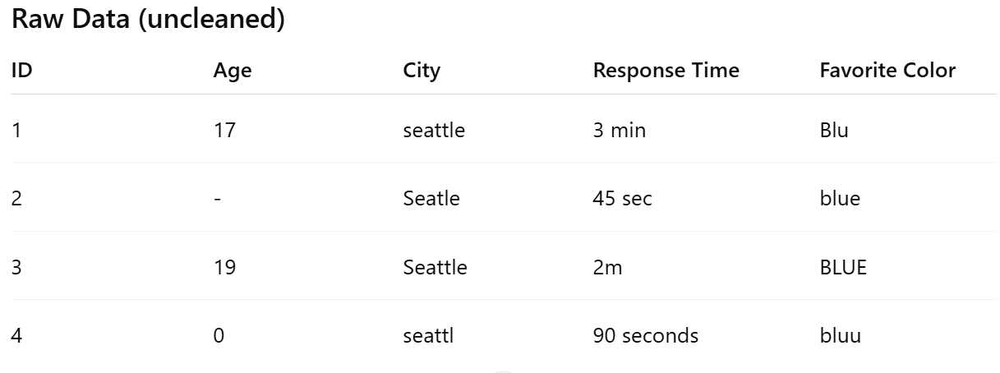 Raw Data (uncleaned)
ID Age City Response Time Favorite Color
1 17 seattle 3 min Blu
2 - Seatle 45 sec blue
3 19 Seattle 2m BLUE
4 0 seattl 90 seconds bluu